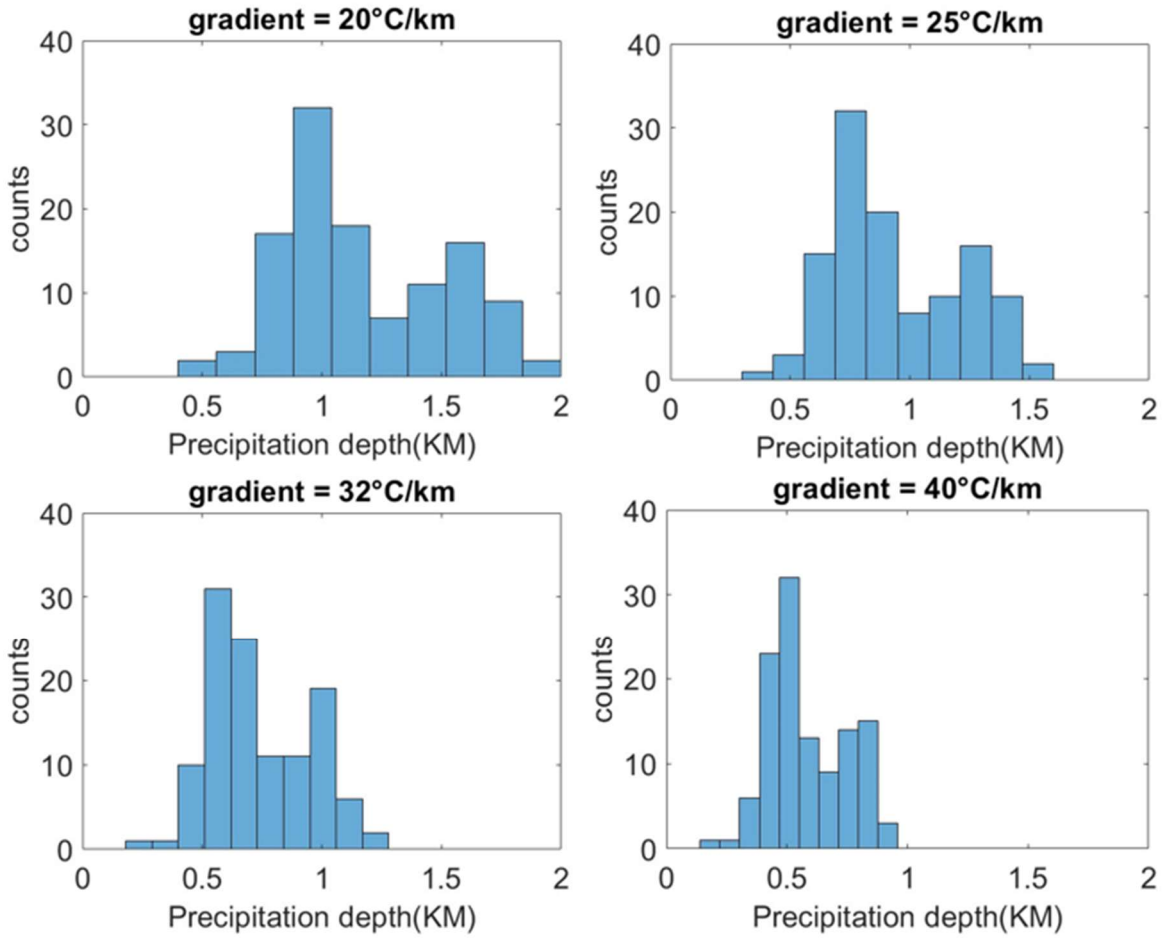 gradient = 20°C/km
40
30
20
10
0
counts
0 0.5 1 1.5 2
Precipitation depth(KM)
gradient = 25°C/km
40
30
20
10
0
counts
0 0.5 1 1.5 2
Precipitation depth(KM)
gradient = 32°C/km
40
30
20
10
0
counts
0 0.5 1 1.5 2
Precipitation depth(KM)
gradient = 40°C/km
40
30
20
10
0
counts
0 0.5 1 1.5 2
Precipitation depth(KM)